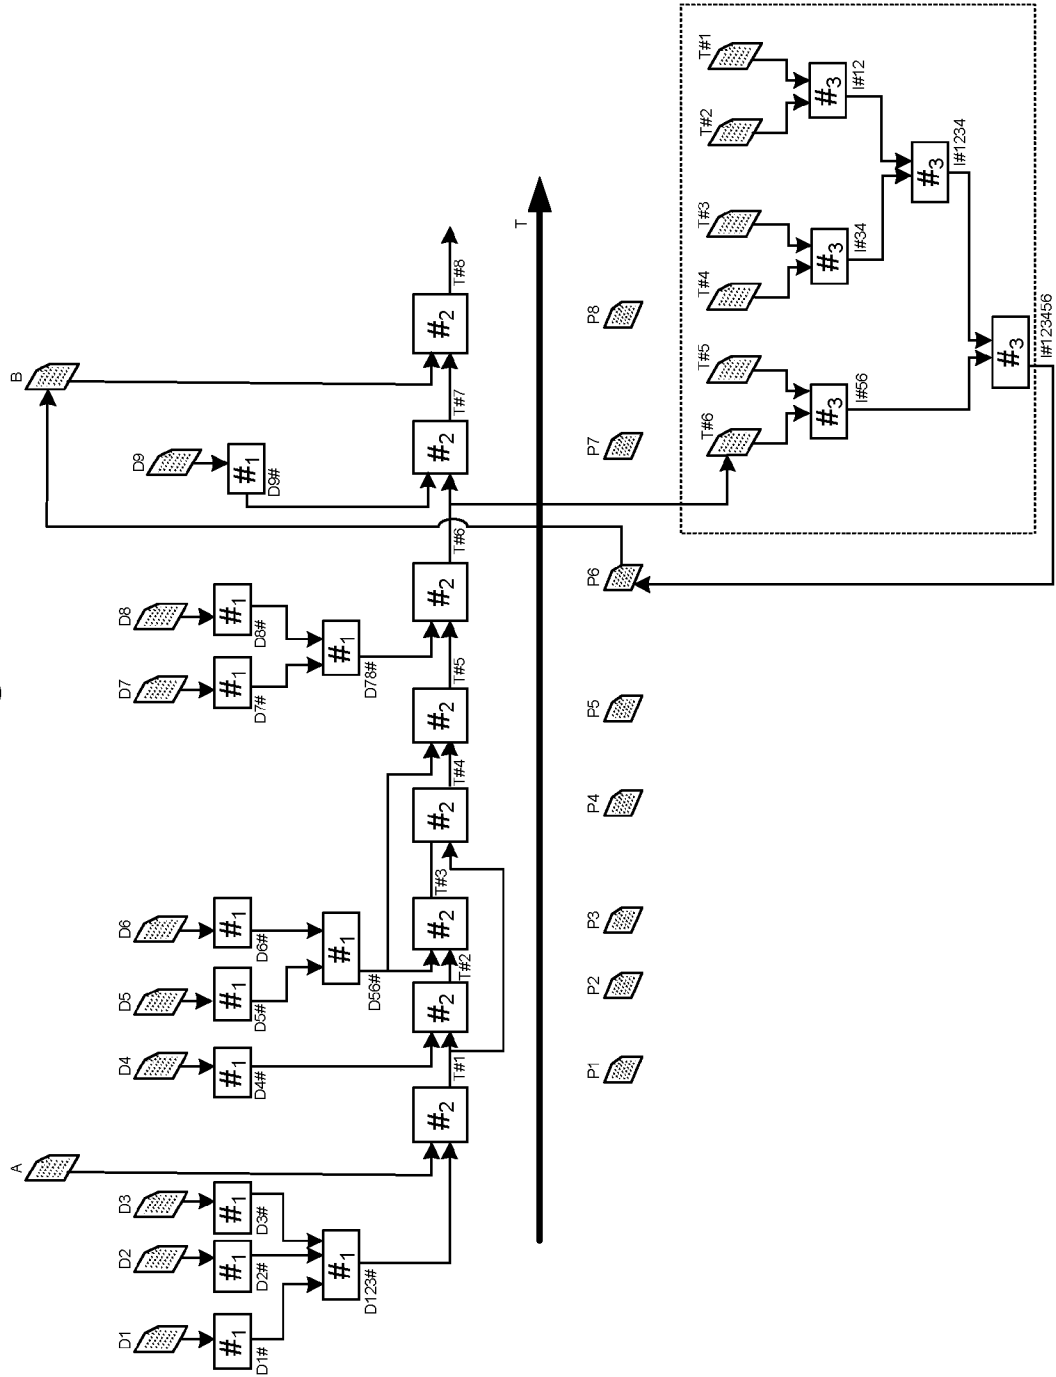 A
B
D1
D2
D3
D4
D5
D6
D7
D8
D9
#1
#1
#1
#1
#1
#1
#1
#1
#1
D1#
D2#
D3#
D4#
D5#
D6#
D7#
D8#
D9#
#1
#1
#1
D123#
D56#
D78#
#2
#2
#2
#2
#2
#2
#2
#2
T#1
T#2
T#3
T#4
T#5
T#6
T#7
T#8
T
P1
P2
P3
P4
P5
P6
P7
P8
T#6
T#5
T#4
T#3
T#2
T#1
#3
#3
#3
I#56
I#34
I#12
#3
I#1234
#3
I#123456